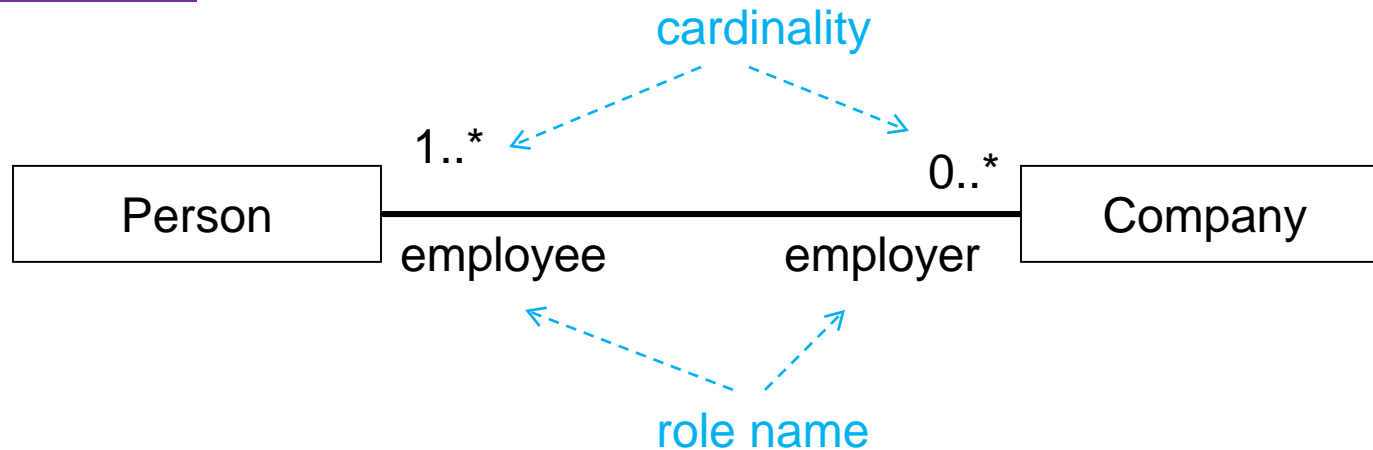 cardinality
1..*
0..*
Person
Company
employee
employer
role name